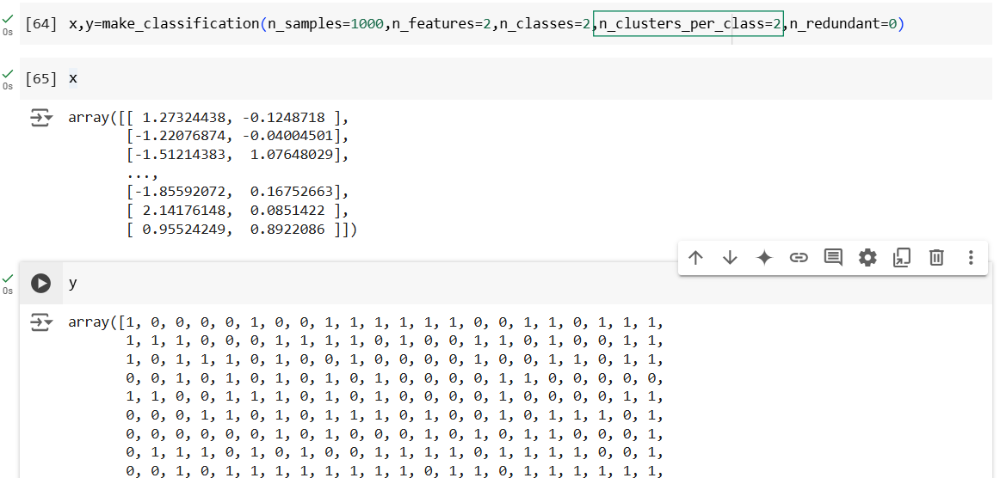 0s
[64] x,y=make_classification(n_samples=1000,n_features=2,n_classes=2,n_clusters_per_class=2,n_redundant=0)
0s
[65] x
array([[ 1.27324438, -0.1248718 ],
[-1.22076874, -0.04004501],
[-1.51214383,  1.07648029],
...,
[-1.85592072,  0.16752663],
[ 2.14176148,  0.0851422 ],
[ 0.95524249,  0.8922086 ]])
0s
y
array([1, 0, 0, 0, 0, 1, 0, 0, 1, 1, 1, 1, 1, 1, 0, 0, 1, 1, 0, 1, 1, 1,
1, 1, 1, 0, 0, 0, 1, 1, 1, 1, 0, 1, 0, 0, 1, 1, 0, 1, 0, 0, 1, 1,
1, 0, 1, 1, 1, 0, 1, 0, 0, 1, 0, 0, 0, 0, 1, 0, 0, 1, 1, 0, 1, 1,
0, 0, 1, 0, 1, 0, 1, 0, 1, 0, 1, 0, 0, 0, 0, 1, 1, 0, 0, 0, 0, 0,
1, 1, 0, 0, 1, 1, 1, 0, 1, 0, 1, 0, 0, 0, 0, 0, 1, 0, 0, 0, 0, 1, 1,
0, 0, 0, 1, 1, 0, 1, 0, 1, 1, 1, 0, 1, 0, 0, 1, 0, 1, 1, 1, 0, 1,
0, 0, 0, 0, 0, 0, 1, 0, 1, 0, 0, 0, 1, 0, 1, 0, 1, 1, 0, 0, 0, 1,
0, 1, 1, 1, 0, 1, 0, 1, 0, 0, 1, 1, 1, 1, 0, 1, 1, 1, 1, 0, 0, 1,
0, 0, 1, 0, 1, 1, 1, 1, 1, 1, 1, 1, 0, 1, 1, 0, 1, 1, 1, 1, 1, 1,